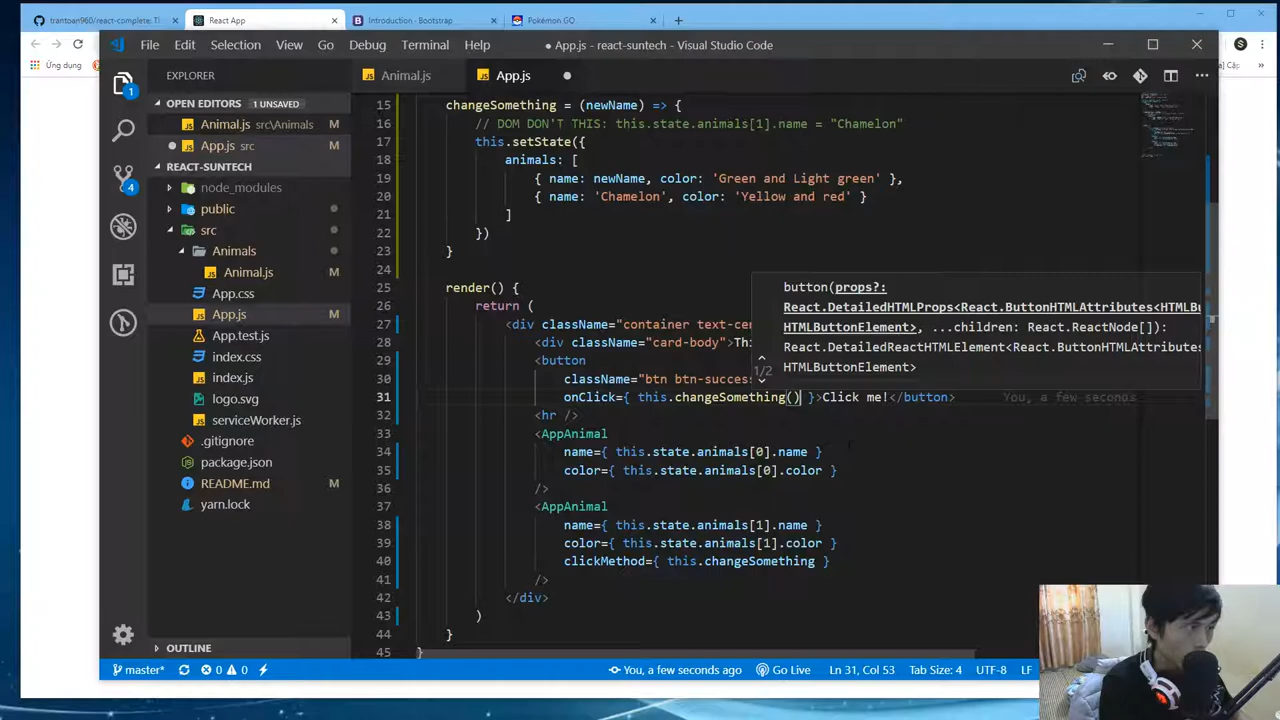 trantoan960/react-complete: Tl
React App
Introduction · Bootstrap
Pokémon GO
Ứng dụng
a] Cập
S
File Edit Selection View Go Debug Terminal Help
● App.js - react-suntech - Visual Studio Code
EXPLORER
Animal.js
App.js
OPEN EDITORS 1 UNSAVED
Animal.js src\Animals
App.js src
REACT-SUNTECH
node_modules
public
src
Animals
Animal.js M
App.css
App.js M
App.test.js
index.css
index.js
logo.svg
serviceWorker.js
.gitignore
package.json
README.md M
yarn.lock
OUTLINE
1
4
15 changeSomething = (newName) => {
16 // DOM DON'T THIS: this.state.animals[1].name = "Chamelon"
17 this.setState({
18 animals: [
19 { name: newName, color: 'Green and Light green' },
20 { name: 'Chamelon', color: 'Yellow and red' }
21 ]
22 })
23 }
24
25 render() {
26 return (
27 <div className="container text-cen
28 <div className="card-body">Thi
29 <button
30 className="btn btn-succes
31 onClick={ this.changeSomething() }>Click me!</button> You, a few seconds
32 <hr />
33 <AppAnimal
34 name={ this.state.animals[0].name }
35 color={ this.state.animals[0].color }
36 />
37 <AppAnimal
38 name={ this.state.animals[1].name }
39 color={ this.state.animals[1].color }
40 clickMethod={ this.changeSomething }
41 />
42 </div>
43 )
44 }
45 }
button(props?:
React.DetailedHTMLProps<React.ButtonHTMLAttributes<HTMLBu
HTMLButtonElement>, ...children: React.ReactNode[]):
React.DetailedReactHTMLElement<React.ButtonHTMLAttributes
HTMLButtonElement>
1/2
master* 0 0 You, a few seconds ago Go Live Ln 31, Col 53 Tab Size: 4 UTF-8 LF